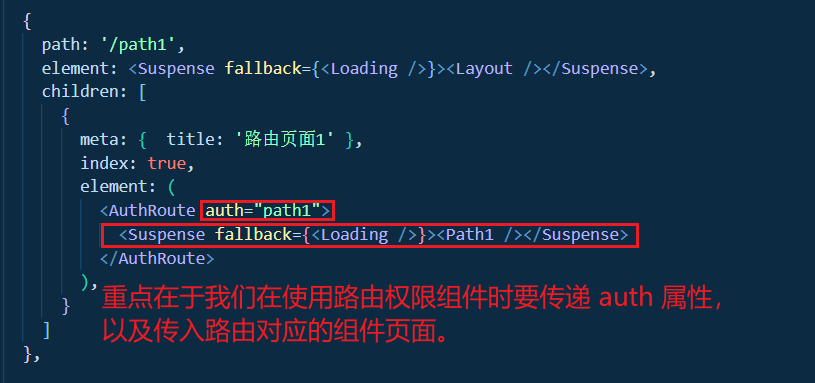 {
path: '/path1',
element: <Suspense fallback={<Loading />}><Layout /></Suspense>,
children: [
{
meta: {  title: '路由页面1' },
index: true,
element: (
<AuthRoute auth="path1">
<Suspense fallback={<Loading />}><Path1 /></Suspense>
</AuthRoute>
),
重点在于我们在使用路由权限组件时要传递 auth 属性，
}
以及传入路由对应的组件页面。
]
},